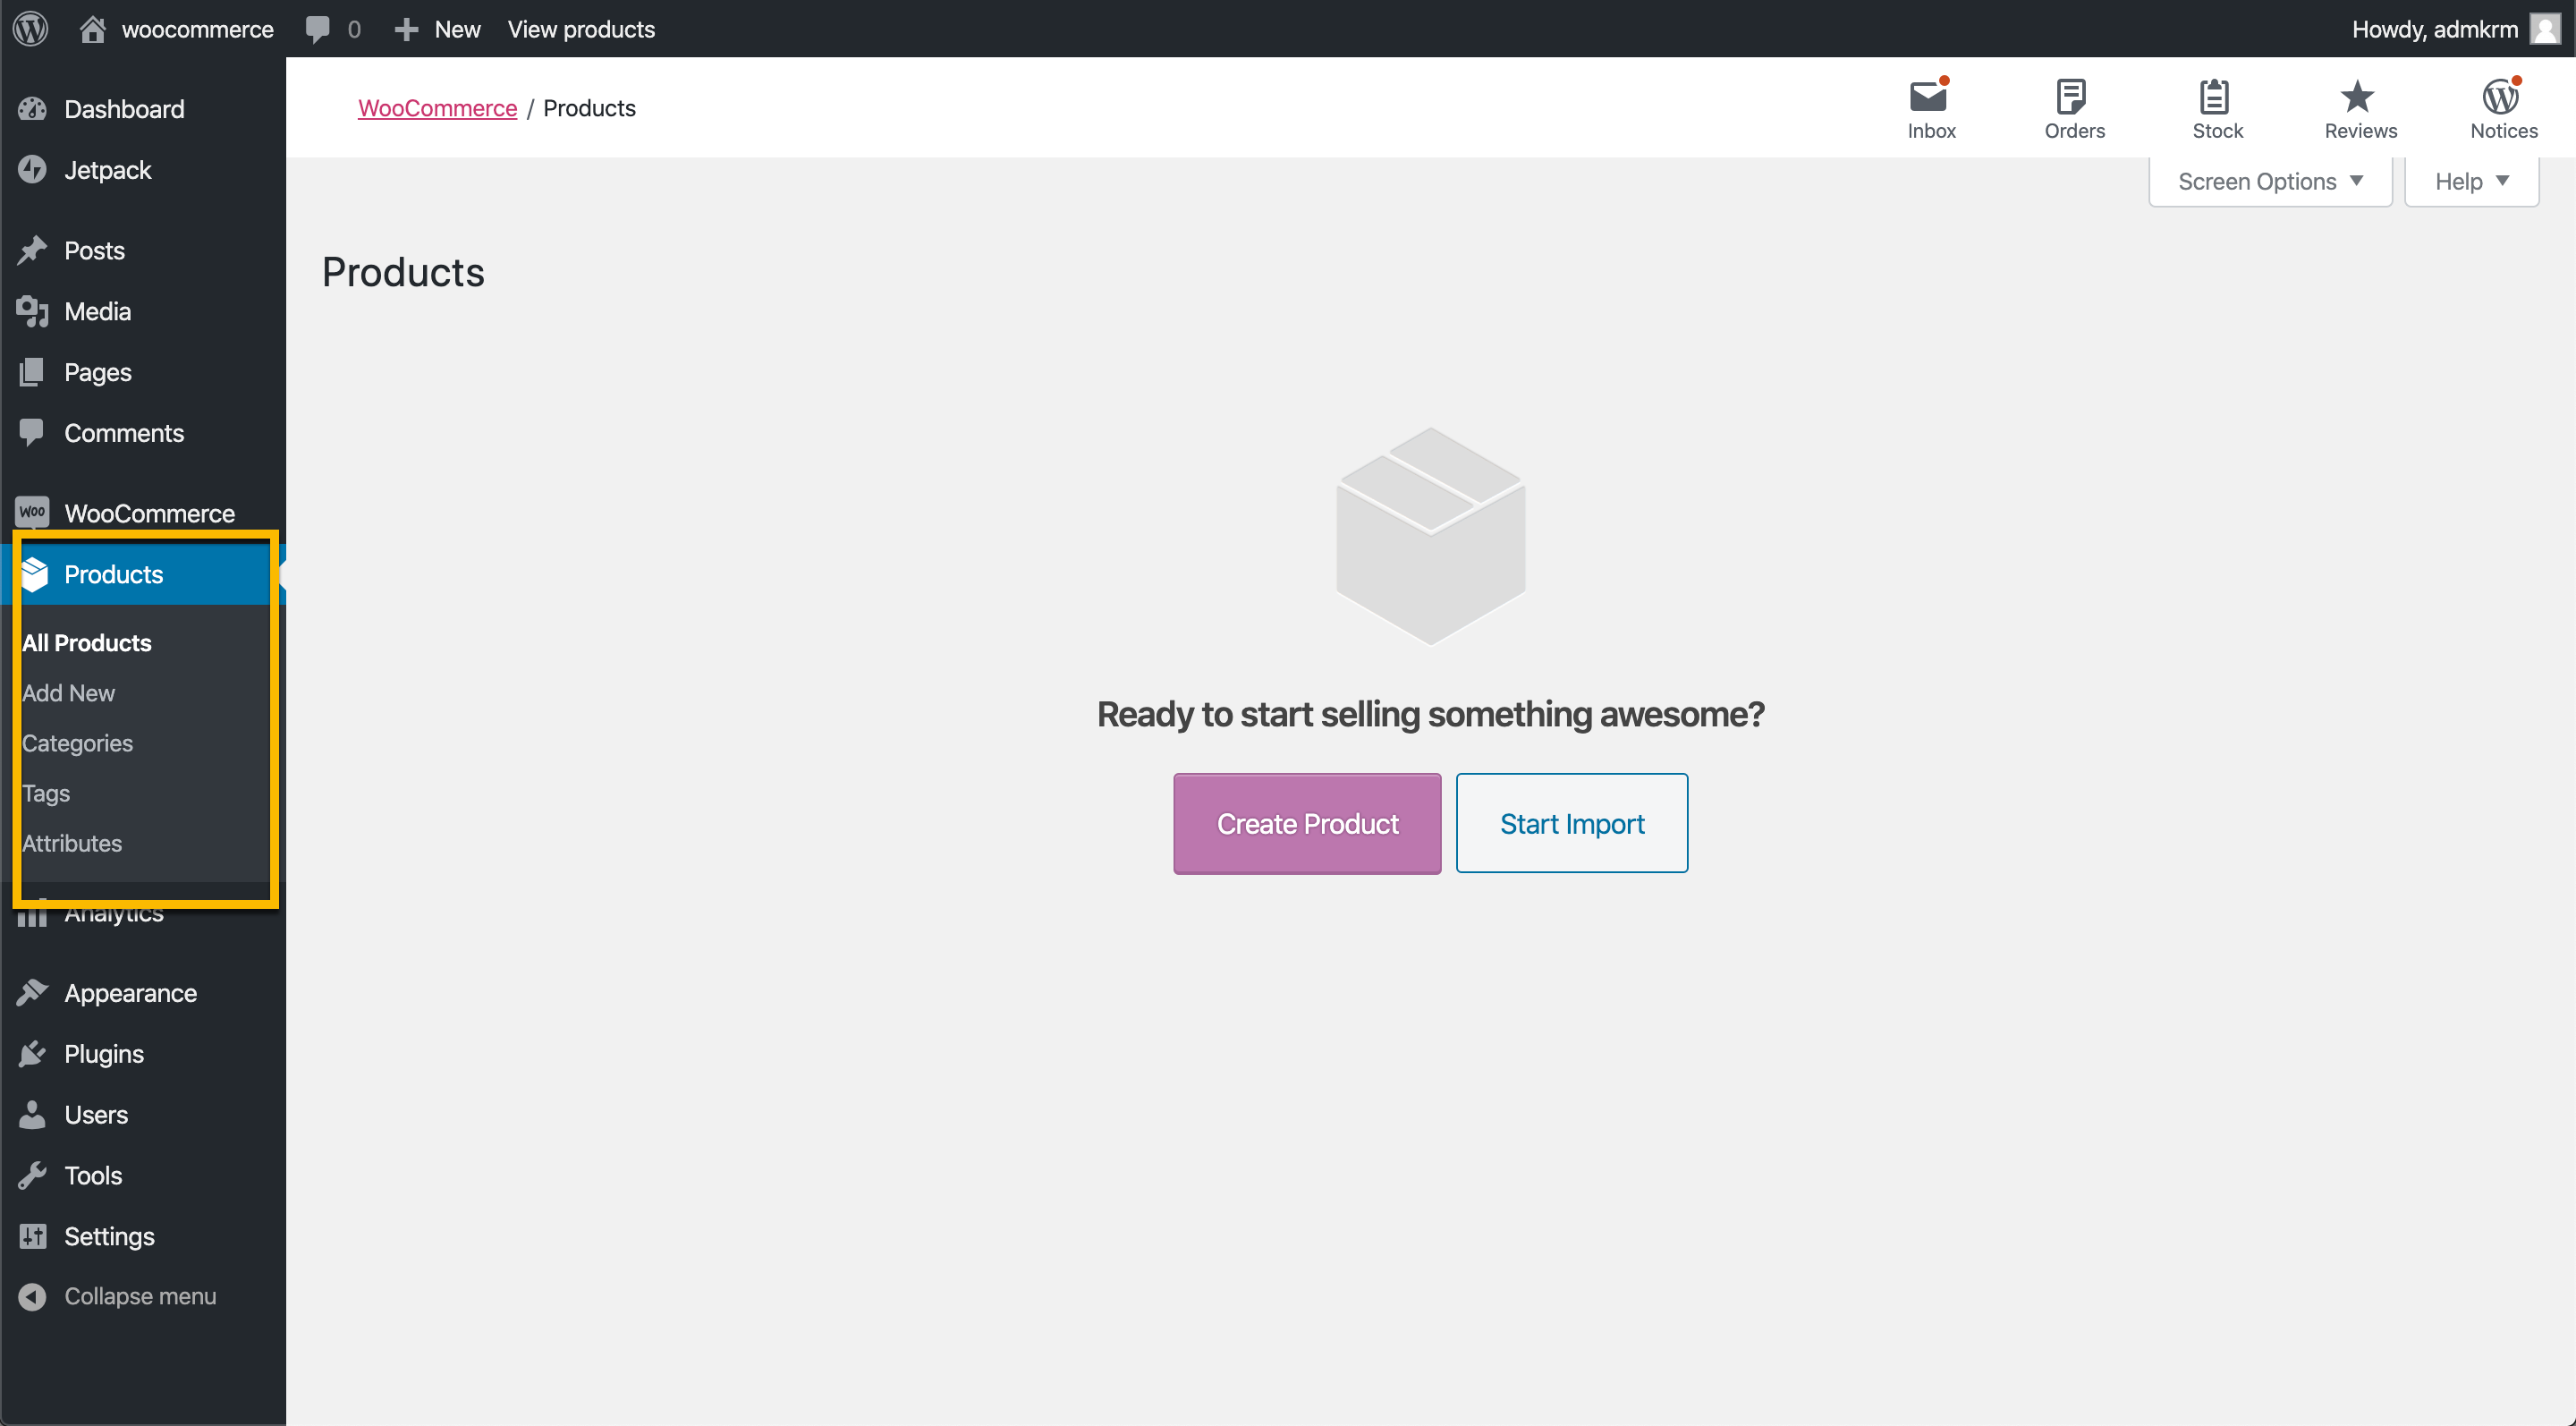 woocommerce 0 New View products Howdy, admkrm
Dashboard
Jetpack
Posts
Media
Pages
Comments
Woo WooCommerce
Products
All Products
Add New
Categories
Tags
Attributes
Analytics
Appearance
Plugins
Users
Tools
Settings
Collapse menu
WooCommerce / Products
Inbox Orders Stock Reviews Notices
Screen Options Help
Products
Ready to start selling something awesome?
Create Product Start Import